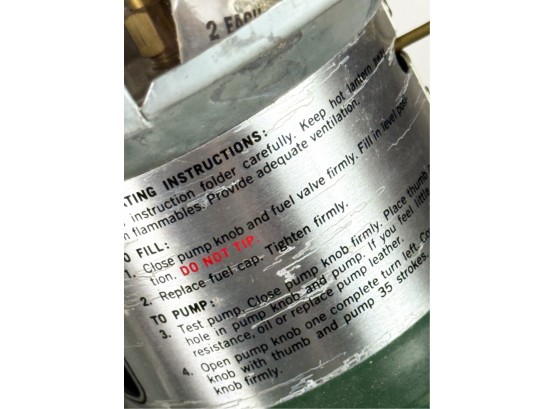 2 EACH
ATING INSTRUCTIONS:
instruction folder carefully. Keep hot lantern away
m flammables. Provide adequate ventilation.
O FILL:
1. Close pump knob and fuel valve firmly. Fill in level posi-
tion. DO NOT TIP.
2. Replace fuel cap. Tighten firmly.
TO PUMP:
3. Test pump. Close pump knob firmly. Place thumb
hole in pump knob and pump. If you feel little
resistance, oil or replace pump leather.
4. Open pump knob one complete turn left. Co
knob with thumb and pump 35 strokes.
knob firmly.